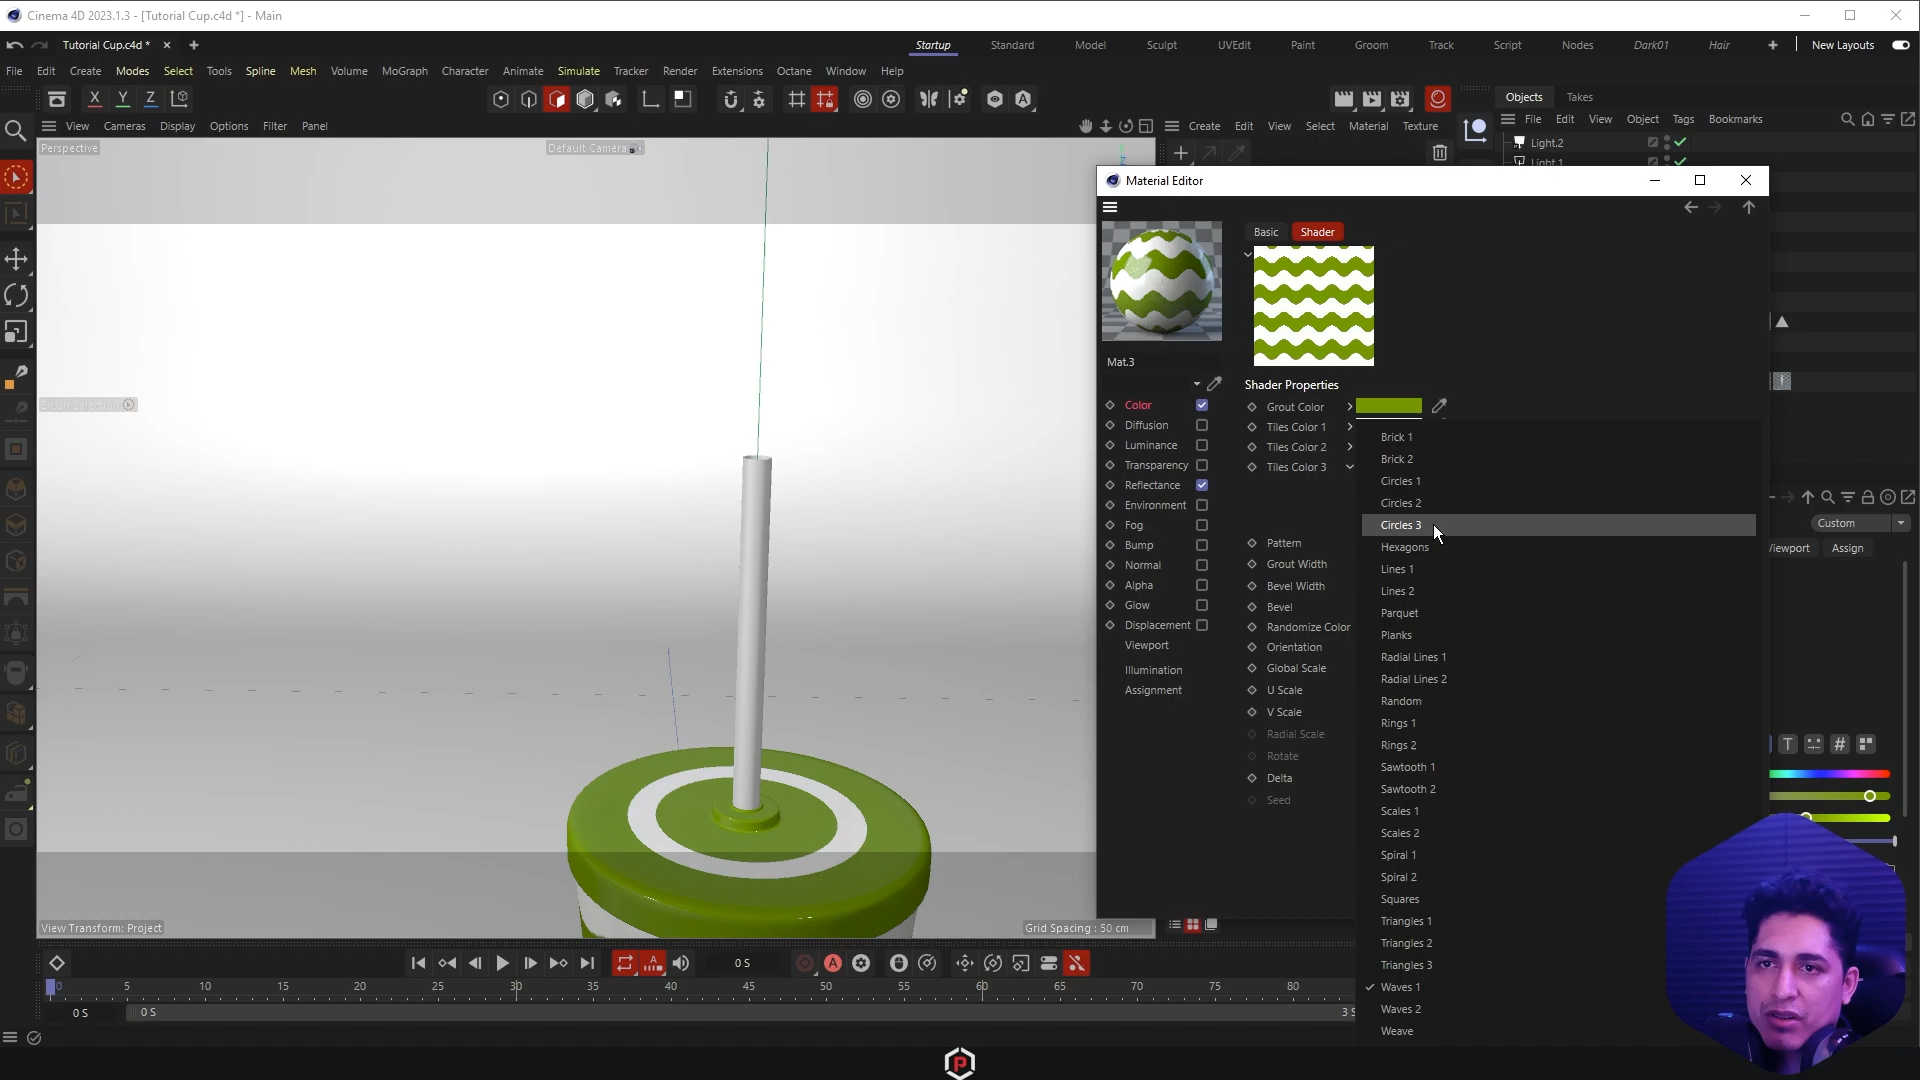 Cinema 4D 2023.1.3 - [Tutorial Cup.c4d *] - Main
Tutorial Cup.c4d *
Startup
Standard
Model
Sculpt
UVEdit
Paint
Groom
Track
Script
Nodes
Dark01
Hair
New Layouts
File
Edit
Create
Modes
Select
Tools
Spline
Mesh
Volume
MoGraph
Character
Animate
Simulate
Tracker
Render
Extensions
Octane
Window
Help
X
Y
Z
Objects
Takes
View
Cameras
Display
Options
Filter
Panel
Create
Edit
View
Select
Material
Texture
File
Edit
View
Object
Tags
Bookmarks
Perspective
Default Camera
Light.2
Light.1
Material Editor
Basic
Shader
Mat.3
Shader Properties
Color
Diffusion
Luminance
Transparency
Reflectance
Environment
Fog
Bump
Normal
Alpha
Glow
Displacement
Viewport
Illumination
Assignment
Grout Color
Tiles Color 1
Tiles Color 2
Tiles Color 3
Pattern
Grout Width
Bevel Width
Bevel
Randomize Color
Orientation
Global Scale
U Scale
V Scale
Radial Scale
Rotate
Delta
Seed
Brick 1
Brick 2
Circles 1
Circles 2
Circles 3
Hexagons
Lines 1
Lines 2
Parquet
Planks
Radial Lines 1
Radial Lines 2
Random
Rings 1
Rings 2
Sawtooth 1
Sawtooth 2
Scales 1
Scales 2
Spiral 1
Spiral 2
Squares
Triangles 1
Triangles 2
Triangles 3
Waves 1
Waves 2
Weave
Custom
Viewport
Assign
Brush Selection
View Transform: Project
Grid Spacing : 50 cm
0 S
0
5
10
15
20
25
30
35
40
45
50
55
60
65
70
75
80
0 S
0 S
3 S